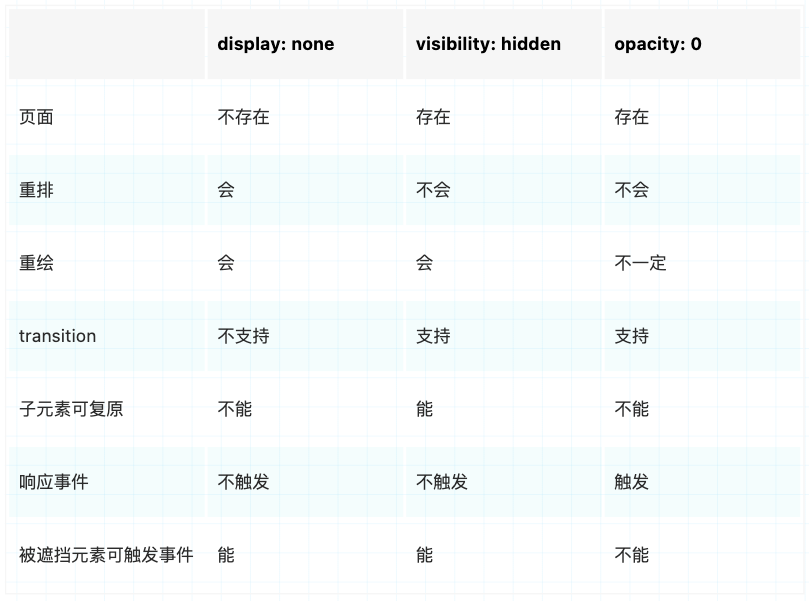 display: none visibility: hidden opacity: 0
页面 不存在 存在 存在
重排 会 不会 不会
重绘 会 会 不一定
transition 不支持 支持 支持
子元素可复原 不能 能 不能
响应事件 不触发 不触发 触发
被遮挡元素可触发事件 能 能 不能